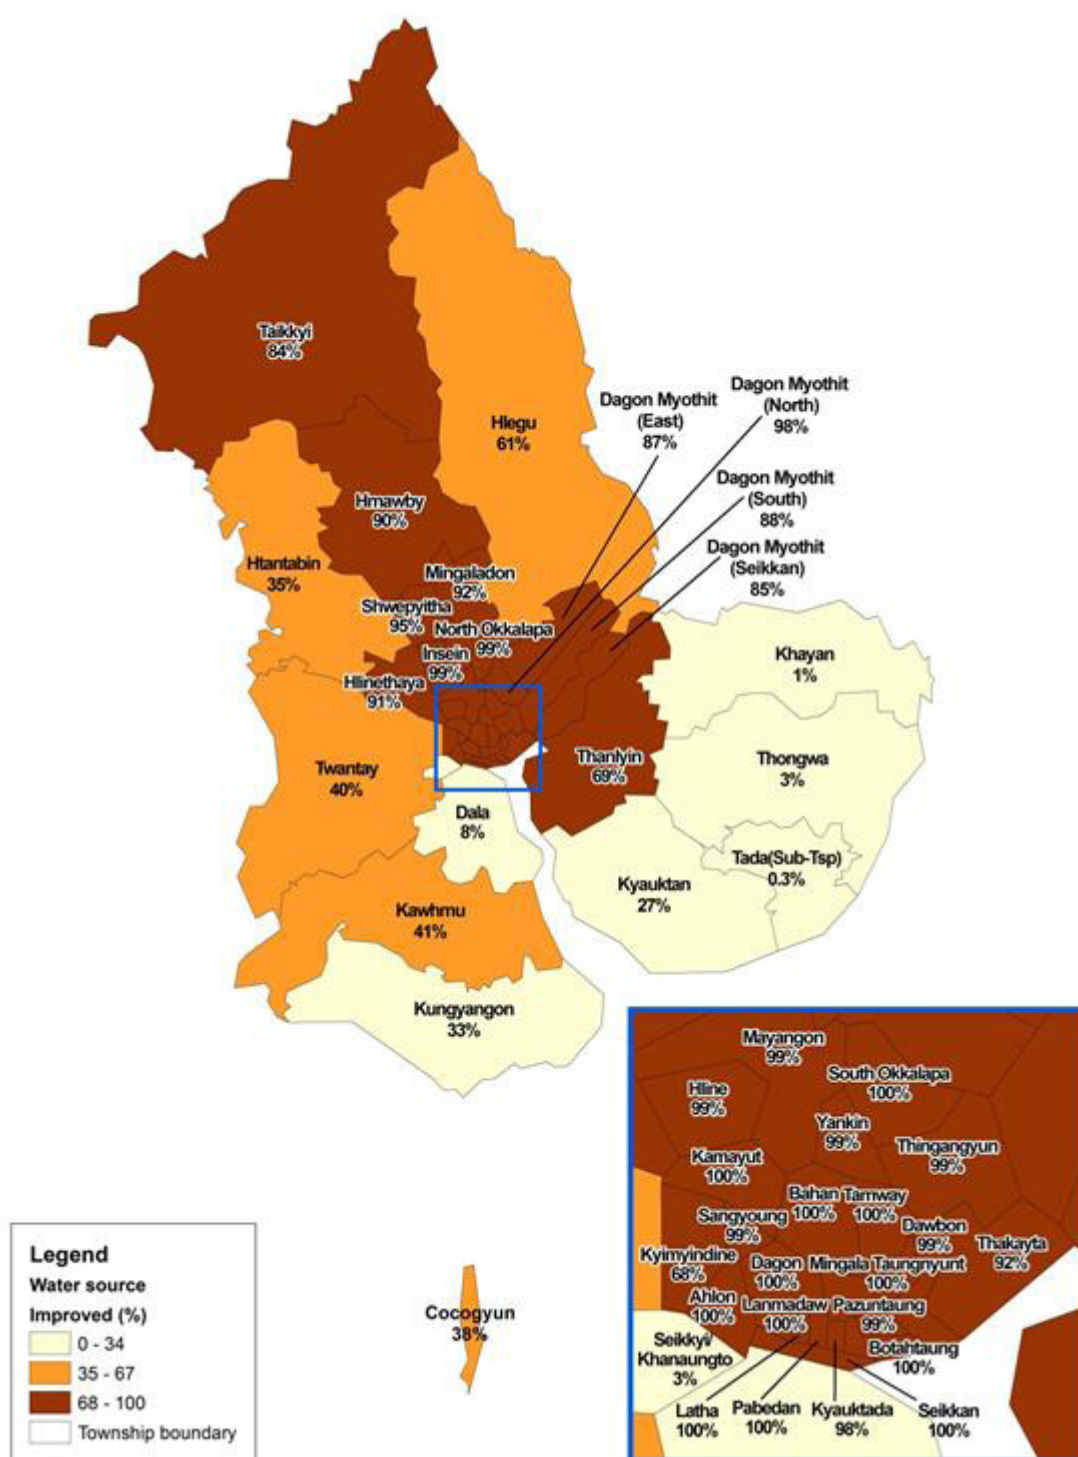 Taikkyi
84%
Hlegu
61%
Dagon Myothit
(East)
87%
Dagon Myothit
(North)
98%
Dagon Myothit
(South)
88%
Dagon Myothit
(Seikkan)
85%
Hmawby
90%
Htantabin
35%
Mingaladon
92%
Shwepyitha
95%
North Okkalapa
99%
Insein
99%
Hlinethaya
91%
Khayan
1%
Thanlyin
69%
Thongwa
3%
Twantay
40%
Dala
8%
Tada(Sub-Tsp)
0.3%
Kyauktan
27%
Kawhmu
41%
Kungyangon
33%
Cocogyun
38%
Legend
Water source
Improved (%)
0 - 34
35 - 67
68 - 100
Township boundary
Mayangon
99%
Hline
99%
South Okkalapa
100%
Yankin
99%
Thingangyun
99%
Kamayut
100%
Bahan
100%
Tamway
100%
Sangyoung
99%
Dawbon
99%
Thakayta
92%
Kyimyindine
68%
Dagon
100%
Mingala Taungnyunt
100%
Ahlon
100%
Lanmadaw
100%
Pazuntaung
99%
Seikkyi/
Khanaungto
3%
Botahtaung
100%
Latha
100%
Pabedan
100%
Kyauktada
98%
Seikkan
100%